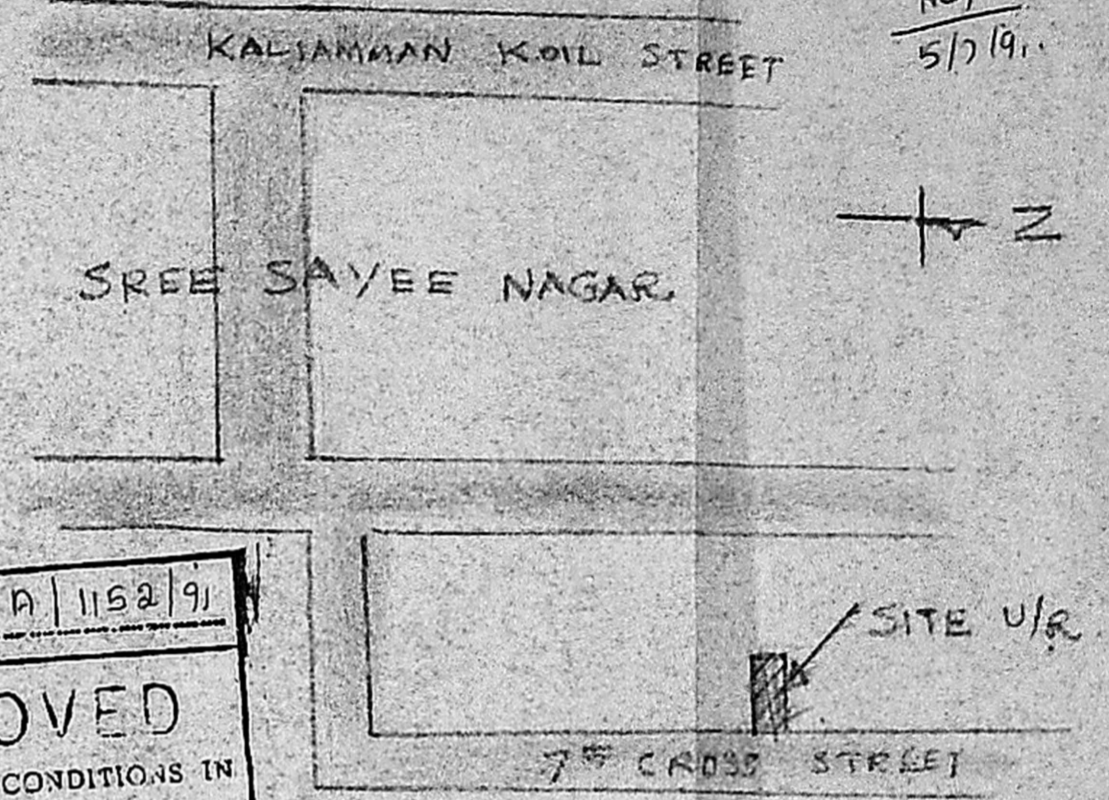 KALIAMMAN KOIL STREET
5/7/91.
N
SREE SAYEE NAGAR.
A/1152/91
SITE U/R
OVED
7TH CROSS STREET
CONDITIONS IN